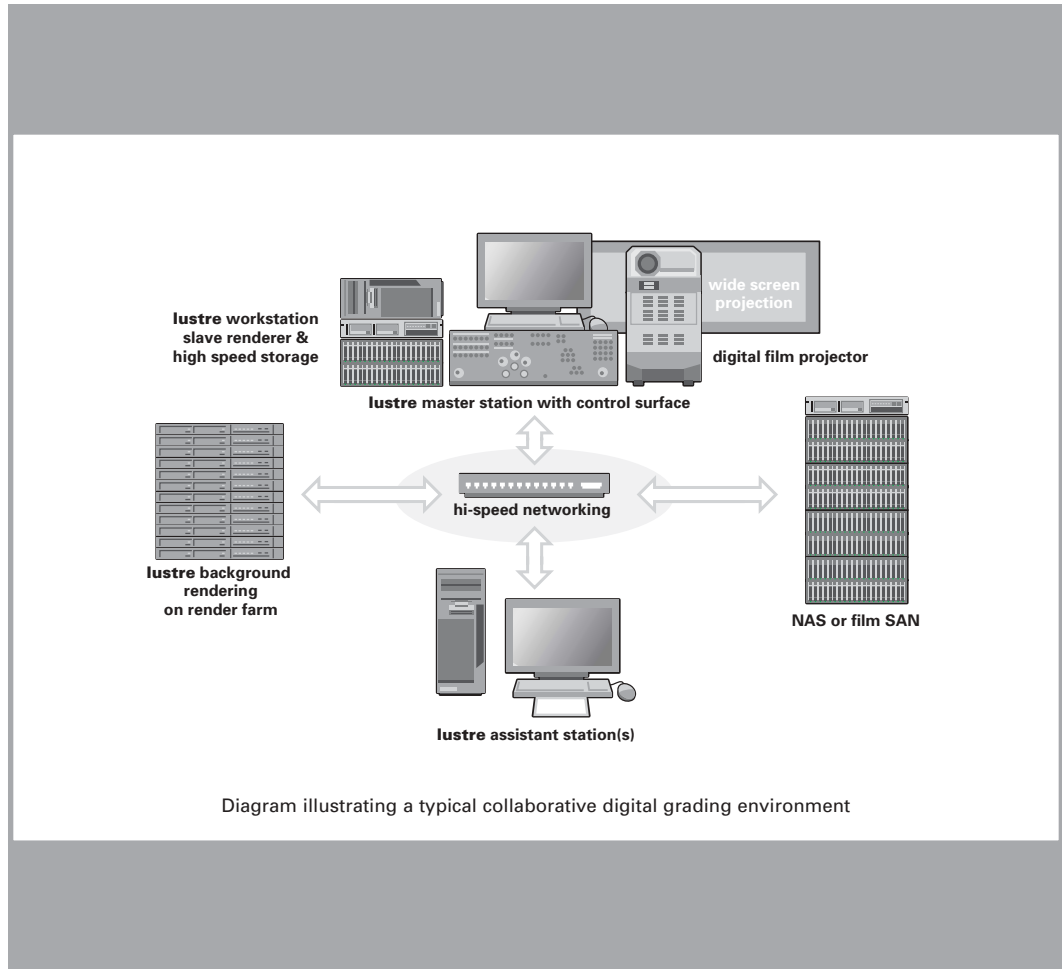 wide screen
projection
lustre workstation
slave renderer &
high speed storage
digital film projector
lustre master station with control surface
hi-speed networking
lustre background
rendering
on render farm
NAS or film SAN
lustre assistant station(s)
Diagram illustrating a typical collaborative digital grading environment